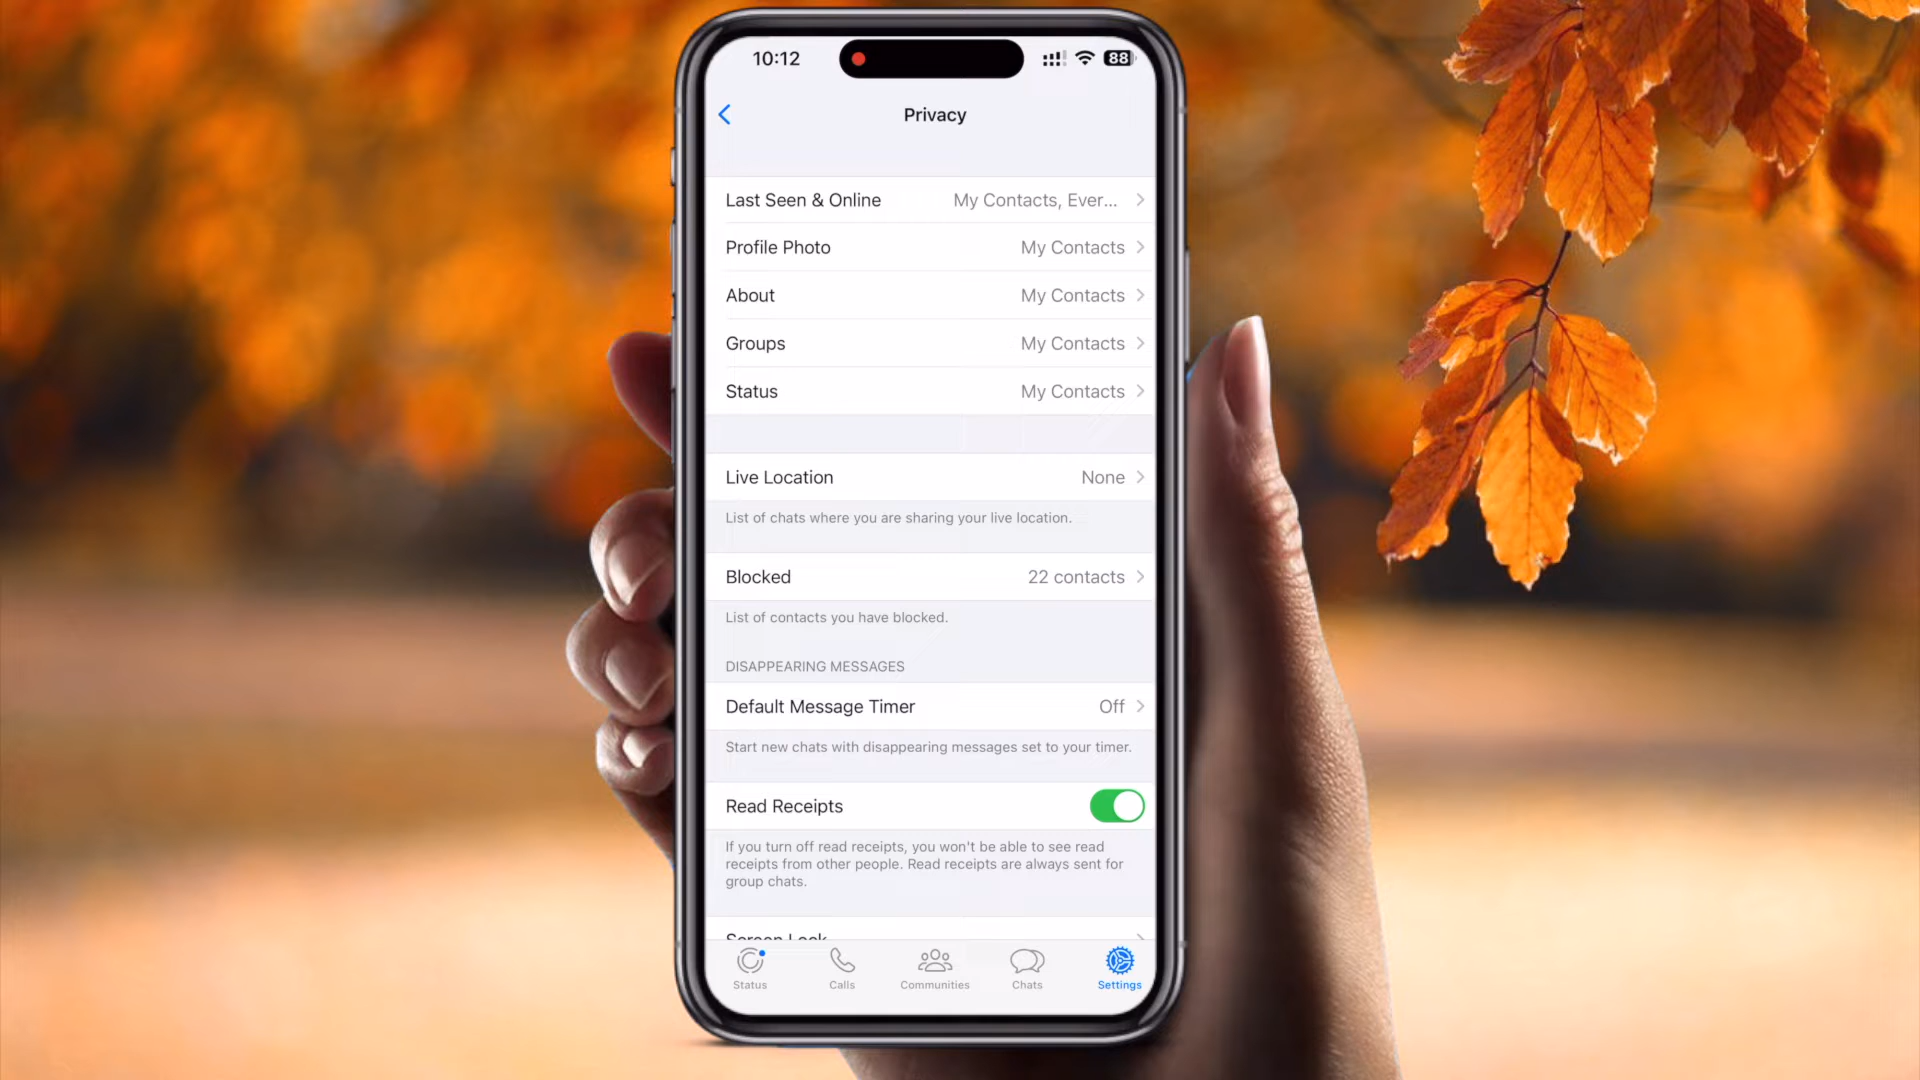 10:12
88
Privacy
Last Seen & Online My Contacts, Ever...
Profile Photo My Contacts
About My Contacts
Groups My Contacts
Status My Contacts
Live Location None
List of chats where you are sharing your live location.
Blocked 22 contacts
List of contacts you have blocked.
DISAPPEARING MESSAGES
Default Message Timer Off
Start new chats with disappearing messages set to your timer.
Read Receipts
If you turn off read receipts, you won't be able to see read
receipts from other people. Read receipts are always sent for
group chats.
Screen Lock
Status Calls Communities Chats Settings